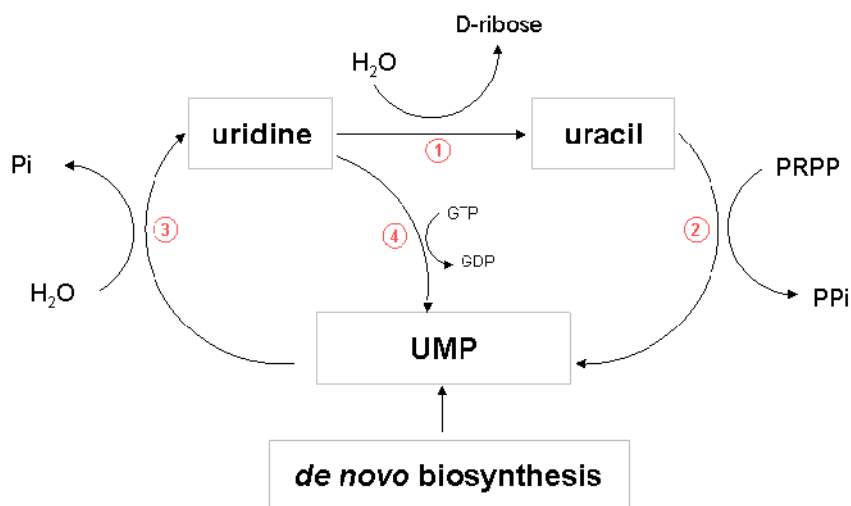 D-ribose
H₂O
uridine
uracil
1
Pi
PRPP
3
4
GTP
2
GDP
H₂O
PPi
UMP
de novo biosynthesis